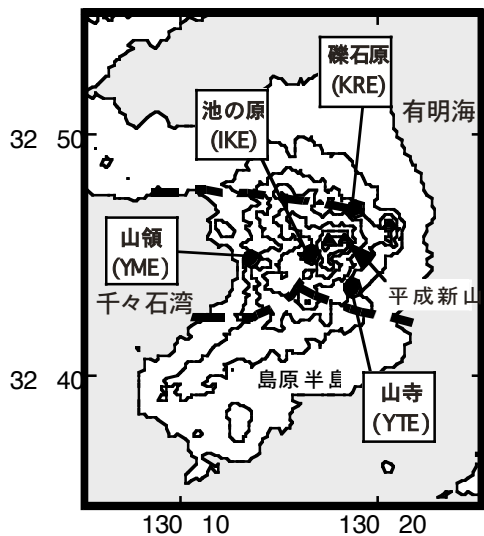 礫石原
(KRE)
有明海
池の原
(IKE)
32 50
山領
(YME)
千々石湾
平成新山
32 40
島原半島
山寺
(YTE)
130 10
130 20